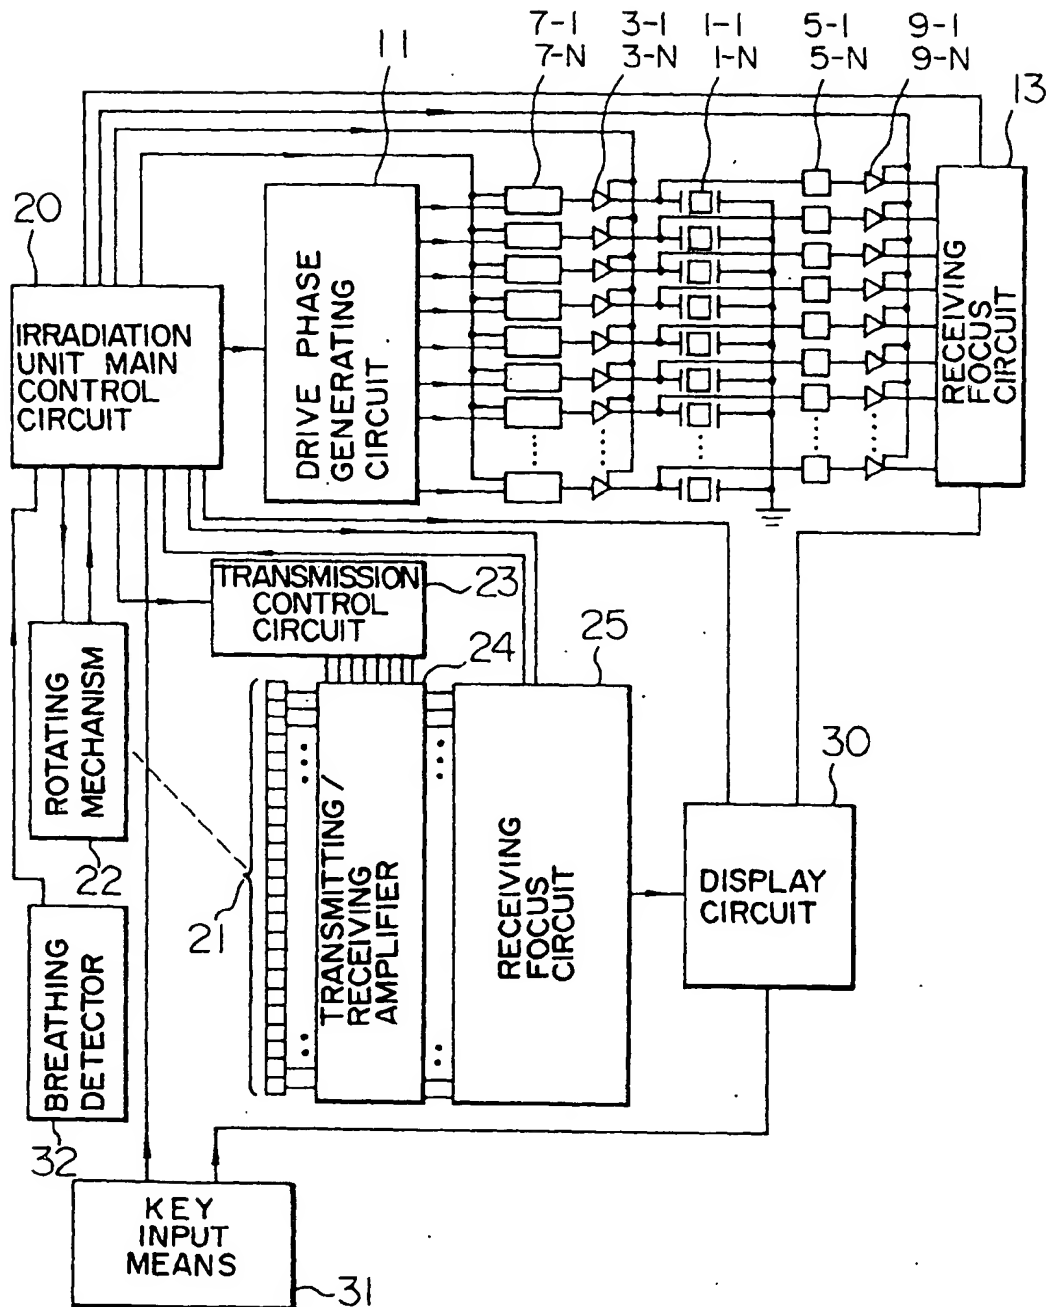 7-1 3-1 1-1 5-1 9-1
11 7-N 3-N 1-N 5-N 9-N
13
20
IRRADIATION
UNIT MAIN
CONTROL
CIRCUIT
DRIVE PHASE
GENERATING
CIRCUIT
RECEIVING
FOCUS
CIRCUIT
TRANSMISSION
CONTROL
CIRCUIT
23
24
25
ROTATING
MECHANISM
22
21
TRANSMITTING/
RECEIVING
AMPLIFIER
RECEIVING
FOCUS
CIRCUIT
30
DISPLAY
CIRCUIT
BREATHING
DETECTOR
32
KEY
INPUT
MEANS
31